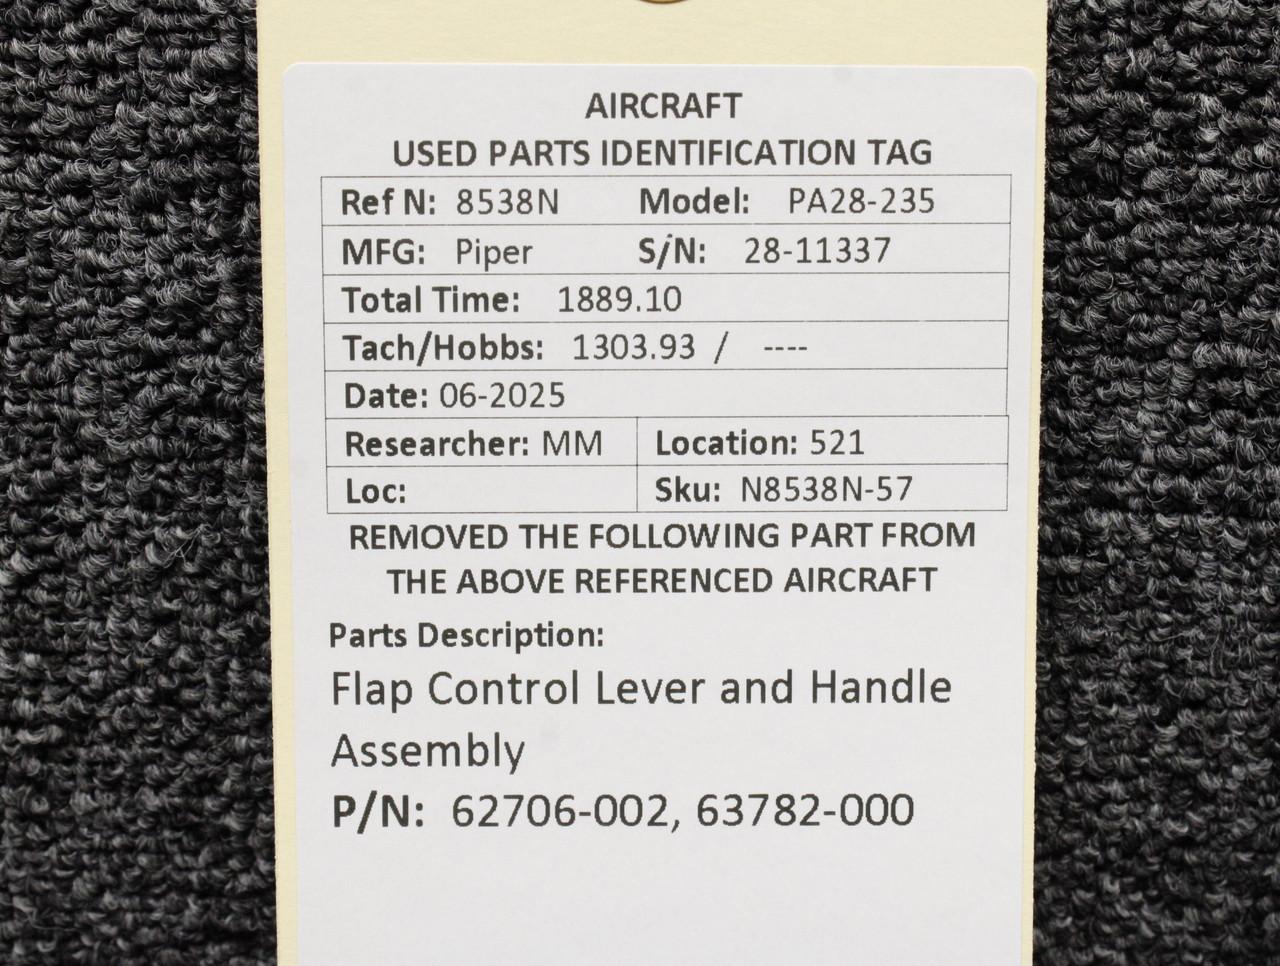 AIRCRAFT
USED PARTS IDENTIFICATION TAG
Ref N: 8538N Model: PA28-235
MFG: Piper S/N: 28-11337
Total Time: 1889.10
Tach/Hobbs: 1303.93 / ----
Date: 06-2025
Researcher: MM Location: 521
Loc: Sku: N8538N-57
REMOVED THE FOLLOWING PART FROM
THE ABOVE REFERENCED AIRCRAFT
Parts Description:
Flap Control Lever and Handle
Assembly
P/N: 62706-002, 63782-000